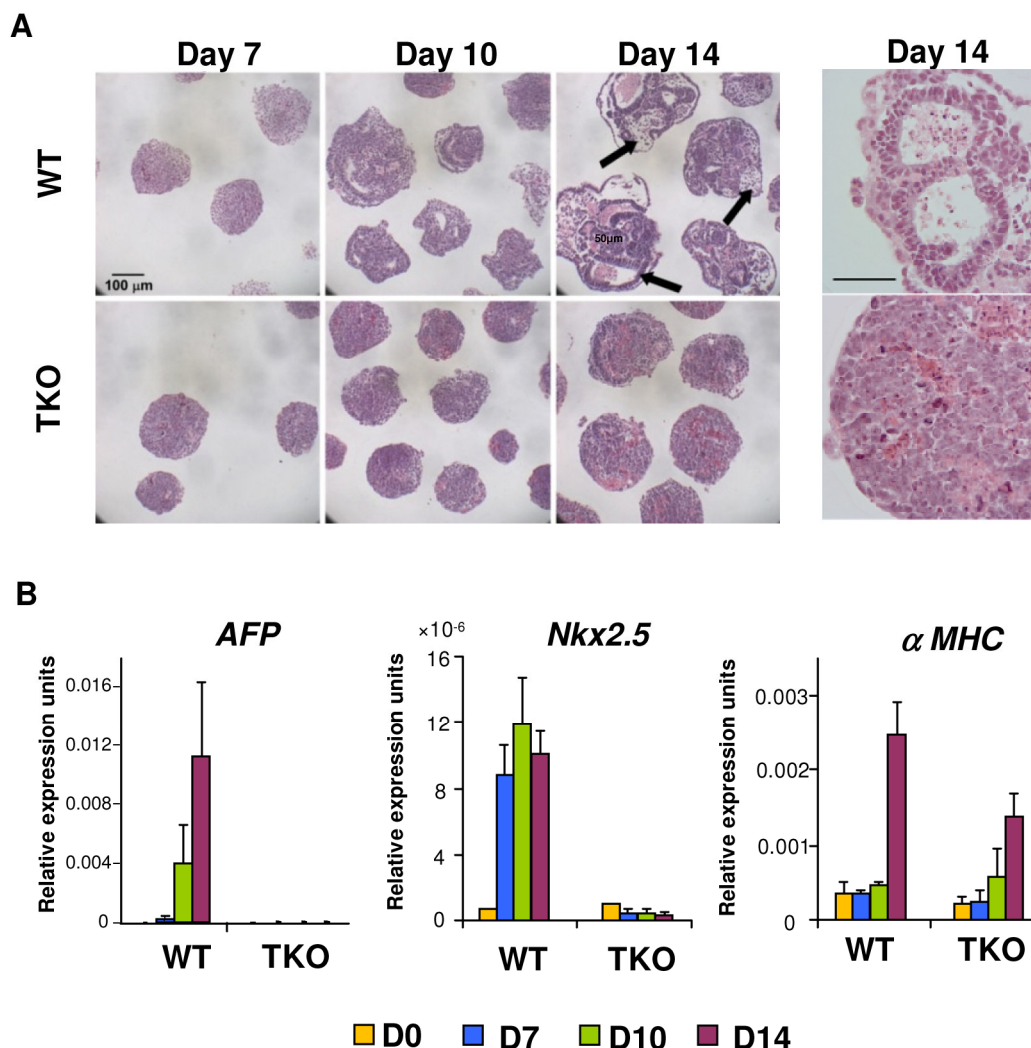 A
Day 7
Day 10
Day 14
Day 14
WT
50µm
100 µm
TKO
B
AFP
Relative expression units
0.016
0.012
0.008
0.004
0
WT
TKO
×10-6
Nkx2.5
Relative expression units
16
12
8
4
0
WT
TKO
α MHC
Relative expression units
0.003
0.002
0.001
0
WT
TKO
D0
D7
D10
D14